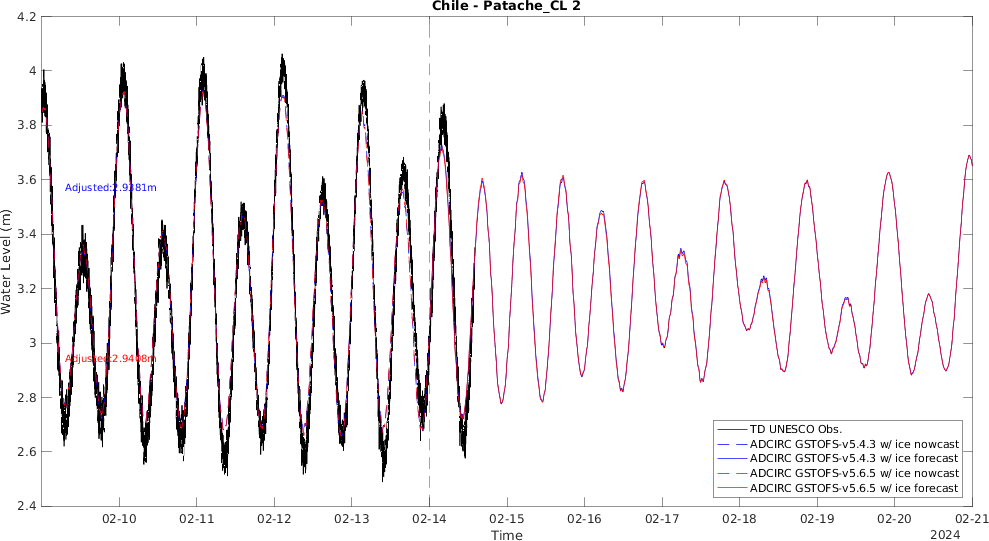 Chile - Patache_CL 2
4.2
4
3.8
3.6
3.4
3.2
3
2.8
2.6
2.4
Water Level (m)
Adjusted:2.9381m
Adjusted:2.9408m
TD UNESCO Obs.
ADCIRC GSTOFS-v5.4.3 w/ ice nowcast
ADCIRC GSTOFS-v5.4.3 w/ ice forecast
ADCIRC GSTOFS-v5.6.5 w/ ice nowcast
ADCIRC GSTOFS-v5.6.5 w/ ice forecast
02-10 02-11 02-12 02-13 02-14 02-15 02-16 02-17 02-18 02-19 02-20 02-21
Time
2024